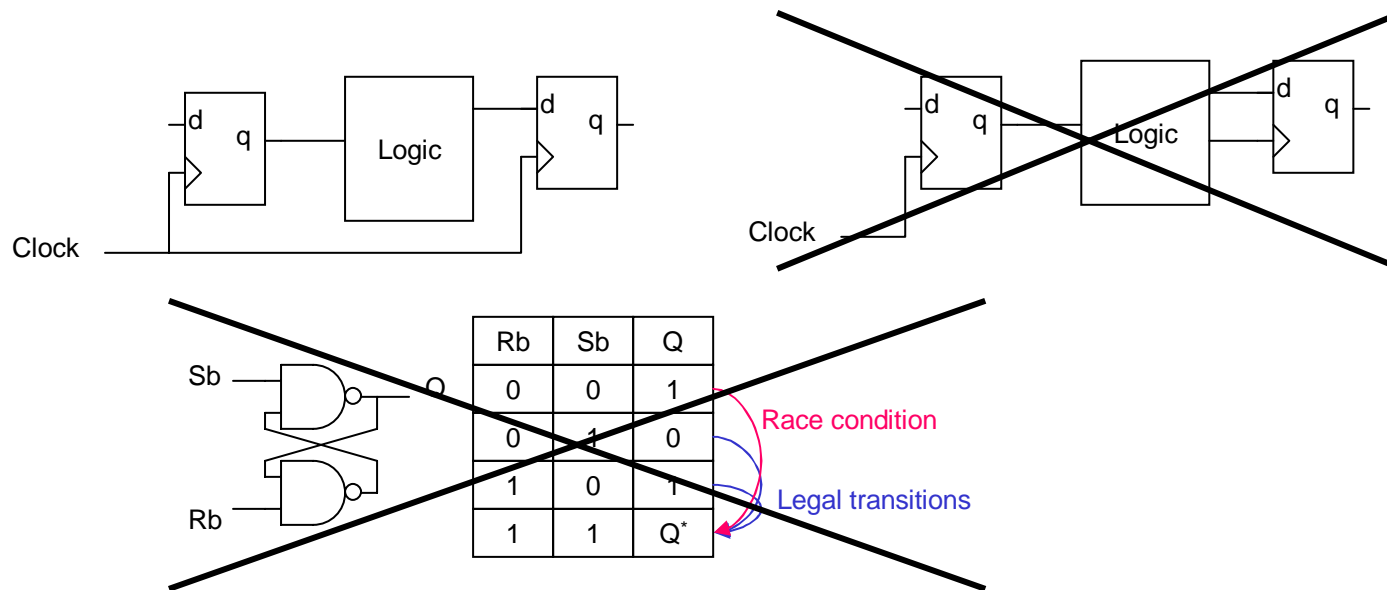 d
q
Logic
d
q
Clock
d
q
Logic
d
q
Clock
Sb
Rb
Q
Rb Sb Q
0 0 1
0 1 0
1 0 1
1 1 Q*
Race condition
Legal transitions